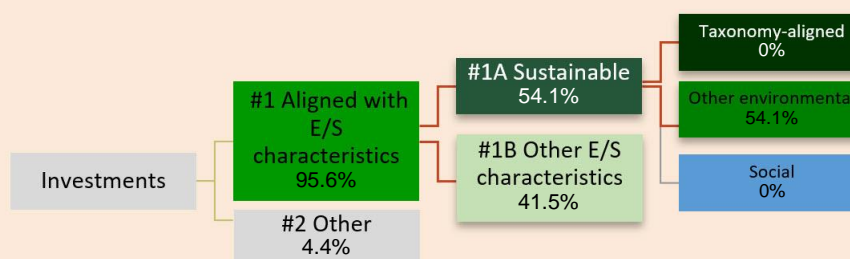 Investments
#1 Aligned with
E/S
characteristics
95.6%
#2 Other
4.4%
#1A Sustainable
54.1%
#1B Other E/S
characteristics
41.5%
Taxonomy-aligned
0%
Other environmenta
54.1%
Social
0%